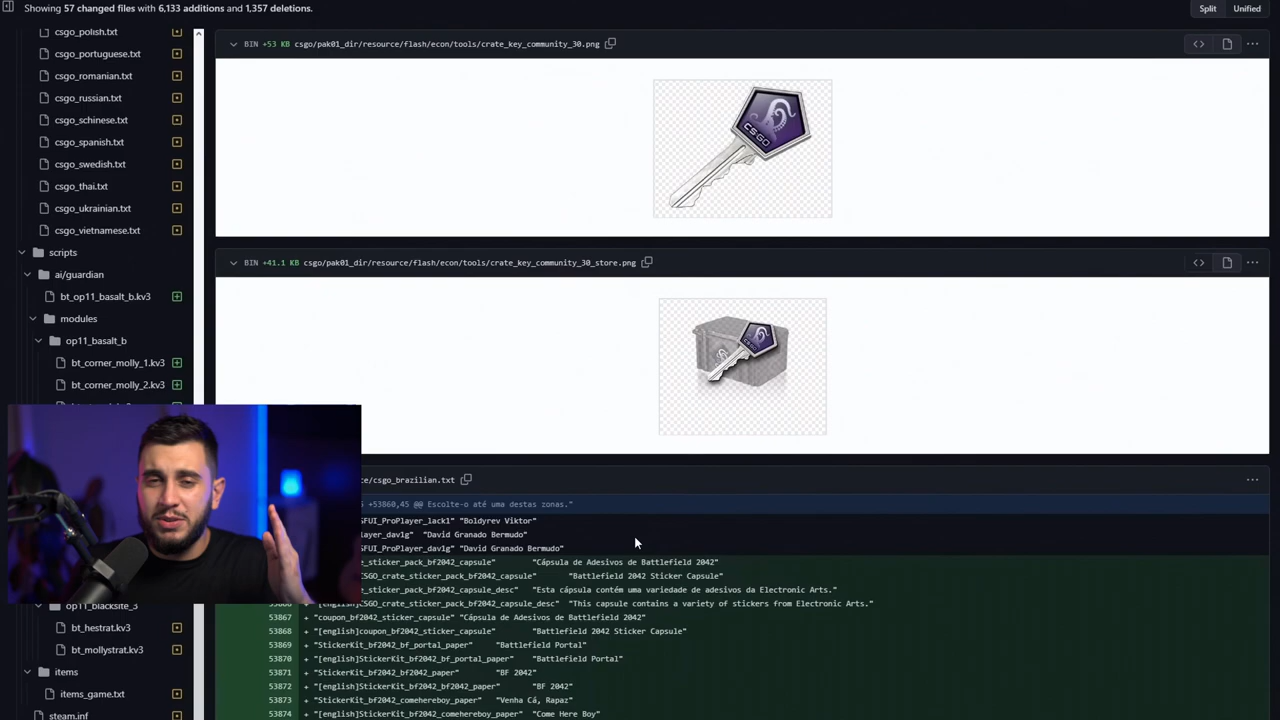 Showing 57 changed files with 6,133 additions and 1,357 deletions.
Split
Unified
csgo_polish.txt
csgo_portuguese.txt
csgo_romanian.txt
csgo_russian.txt
csgo_schinese.txt
csgo_spanish.txt
csgo_swedish.txt
csgo_thai.txt
csgo_ukrainian.txt
csgo_vietnamese.txt
scripts
ai/guardian
bt_op11_basalt_b.kv3
modules
op11_basalt_b
bt_corner_molly_1.kv3
bt_corner_molly_2.kv3
op11_blacksite_3
bt_hestrat.kv3
bt_mollystrat.kv3
items
items_game.txt
steam.inf
BIN +53 KB csgo/pak01_dir/resource/flash/econ/tools/crate_key_community_30.png
CS:GO
BIN +41.1 KB csgo/pak01_dir/resource/flash/econ/tools/crate_key_community_30_store.png
ce/csgo_brazilian.txt
+53860,45 @@ Escolte-o até uma destas zonas."
SFUI_ProPlayer_lack1" "Boldyrev Viktor"
layer_dav1g" "David Granado Bermudo"
SFUI_ProPlayer_dav1g" "David Granado Bermudo"
e_sticker_pack_bf2042_capsule" "Cápsula de Adesivos de Battlefield 2042"
CSGO_crate_sticker_pack_bf2042_capsule" "Battlefield 2042 Sticker Capsule"
e_sticker_pack_bf2042_capsule_desc" "Esta cápsula contém uma variedade de adesivos da Electronic Arts."
CSGO_crate_sticker_pack_bf2042_capsule_desc" "This capsule contains a variety of stickers from Electronic Arts."
53867 + "coupon_bf2042_sticker_capsule" "Cápsula de Adesivos de Battlefield 2042"
53868 + "[english]coupon_bf2042_sticker_capsule" "Battlefield 2042 Sticker Capsule"
53869 + "StickerKit_bf2042_bf_portal_paper" "Battlefield Portal"
53870 + "[english]StickerKit_bf2042_bf_portal_paper" "Battlefield Portal"
53871 + "StickerKit_bf2042_bf2042_paper" "BF 2042"
53872 + "[english]StickerKit_bf2042_bf2042_paper" "BF 2042"
53873 + "StickerKit_bf2042_comehereboy_paper" "Venha Cá, Rapaz"
53874 + "[english]StickerKit_bf2042_comehereboy_paper" "Come Here Boy"